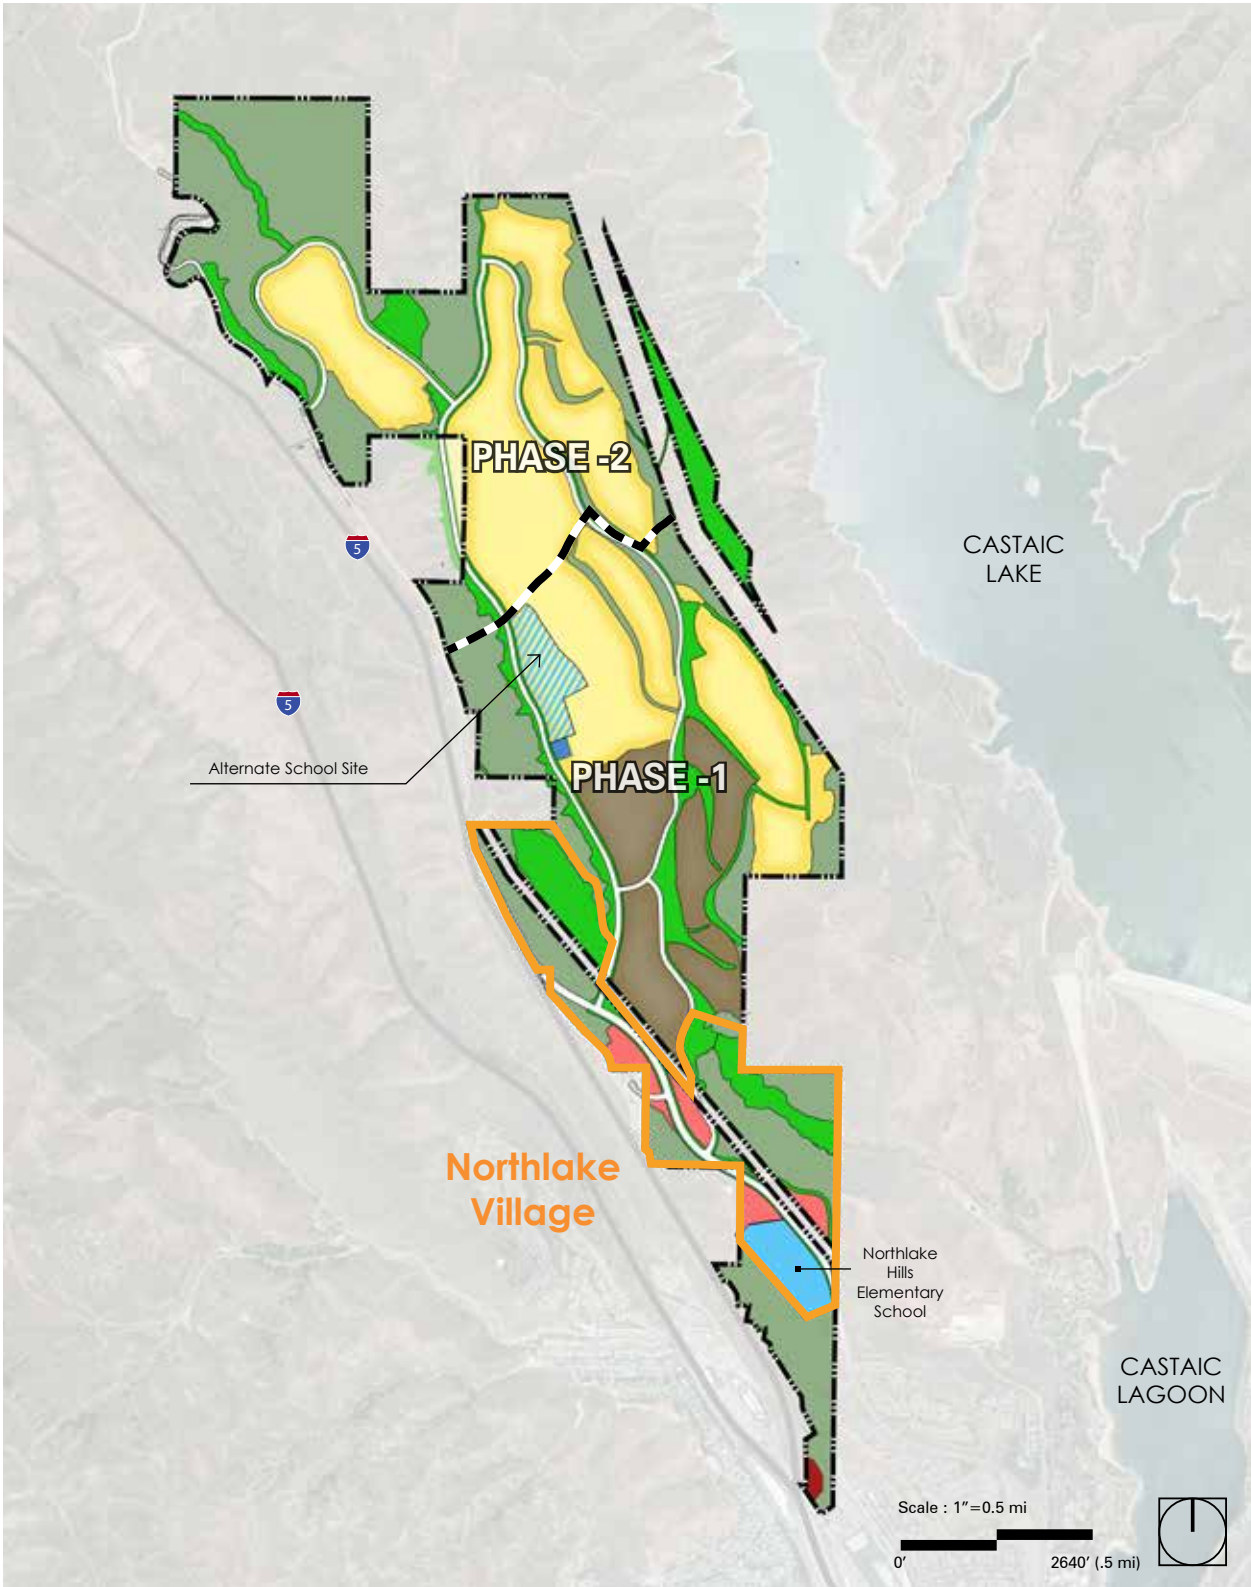 PHASE -2
5
CASTAIC
LAKE
5
Alternate School Site
PHASE -1
Northlake
Village
Northlake
Hills
Elementary
School
CASTAIC
LAGOON
Scale : 1"=0.5 mi
0' 2640' (.5 mi)